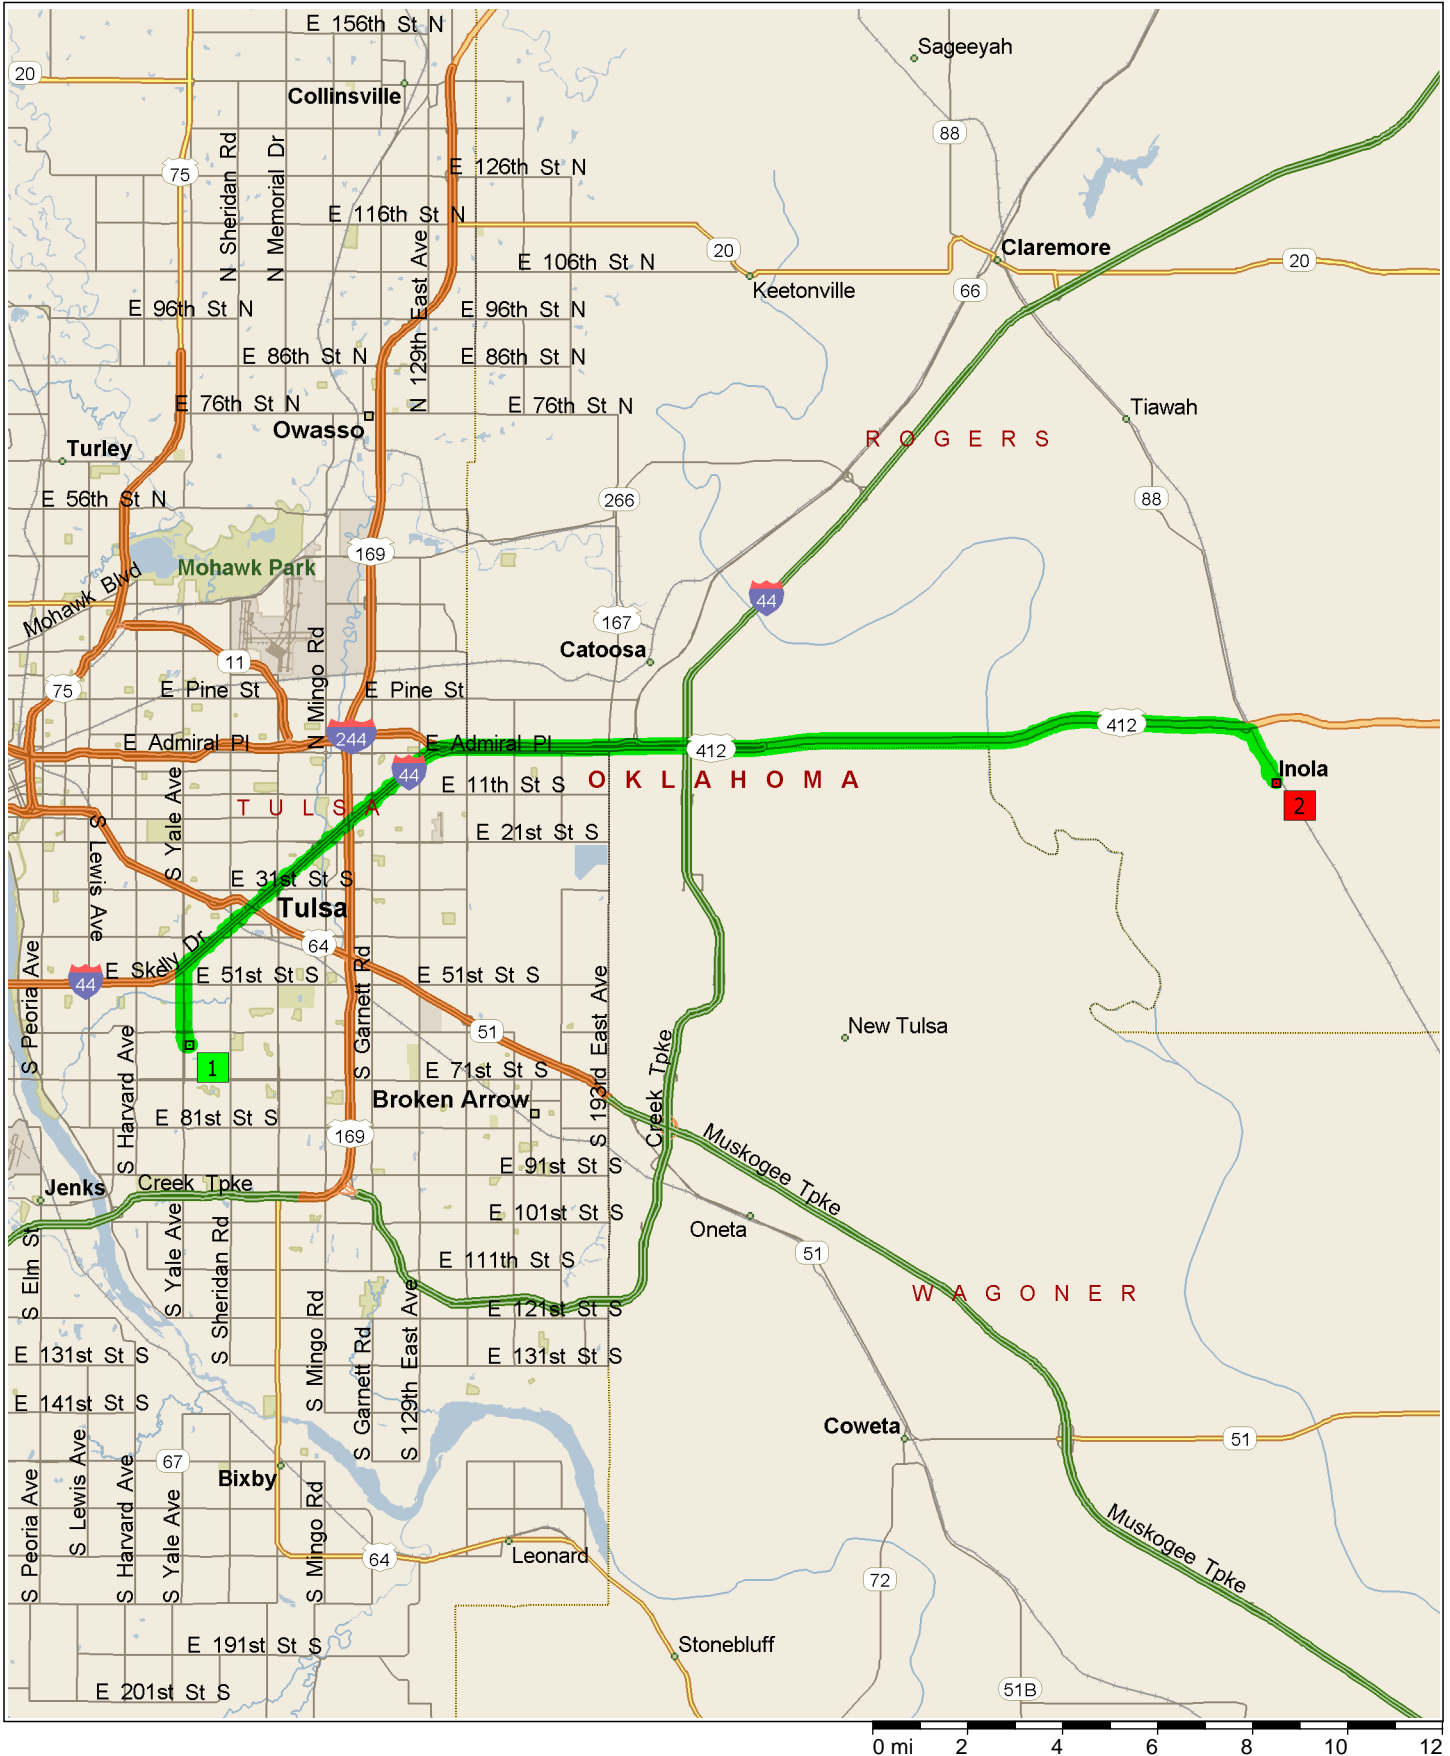 E 156th St N
Sageeyah
20
Collinsville
88
N Sheridan Rd
N Memorial Dr
75
E 126th St N
E 116th St N
N 129th East Ave
20
Claremore
E 106th St N
20
Keetonville
66
E 96th St N
E 96th St N
E 86th St N
E 86th St N
E 76th St N
E 76th St N
Tiawah
Owasso
ROGERS
Turley
E 56th St N
266
88
169
Mohawk Park
Mohawk Blvd
44
167
Catoosa
11
N Mingo Rd
75
E Pine St
E Pine St
412
244
E Admiral Pl
E Admiral Pl
412
44
Inola
OKLAHOMA
E 11th St S
2
TULSA
S Yale Ave
S Lewis Ave
E 21st St S
E 31st St S
Tulsa
64
E Skelly Dr
44
E 51st St S
E 51st St S
S Peoria Ave
S Garnett Rd
S 193rd East Ave
51
New Tulsa
1
S Harvard Ave
E 71st St S
Creek Tpke
Broken Arrow
E 81st St S
169
Muskogee Tpke
E 91st St S
Jenks
Creek Tpke
E 101st St S
Oneta
S Elm St
S Yale Ave
S Sheridan Rd
E 111th St S
51
WAGONER
E 121st St S
S Mingo Rd
S Garnett Rd
S 129th East Ave
E 131st St S
E 131st St S
E 141st St S
Coweta
51
67
S Lewis Ave
Bixby
S Peoria Ave
S Harvard Ave
S Yale Ave
S Mingo Rd
Muskogee Tpke
64
Leonard
72
E 191st St S
Stonebluff
E 201st St S
51B
0 mi 2 4 6 8 10 12